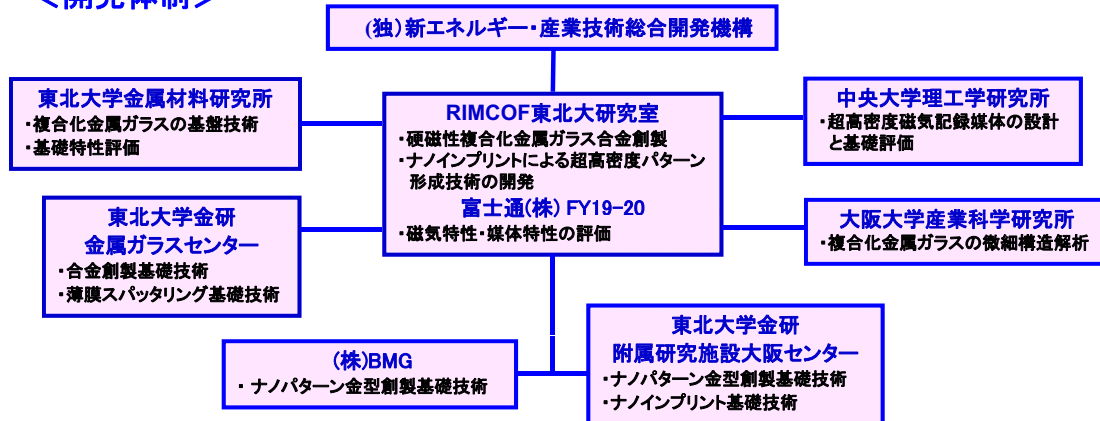 ＜開発体制＞
(独)新エネルギー・産業技術総合開発機構
東北大学金属材料研究所
・複合化金属ガラスの基盤技術
・基礎特性評価
RIMCOF東北大研究室
・硬磁性複合化金属ガラス合金創製
・ナノインプリントによる超高密度パターン
形成技術の開発
富士通(株) FY19-20
・磁気特性・媒体特性の評価
中央大学理工学研究所
・超高密度磁気記録媒体の設計
と基礎評価
東北大学金研
金属ガラスセンター
・合金創製基礎技術
・薄膜スパッタリング基礎技術
大阪大学産業科学研究所
・複合化金属ガラスの微細構造解析
(株)BMG
・ナノパターン金型創製基礎技術
東北大学金研
附属研究施設大阪センター
・ナノパターン金型創製基礎技術
・ナノインプリント基礎技術